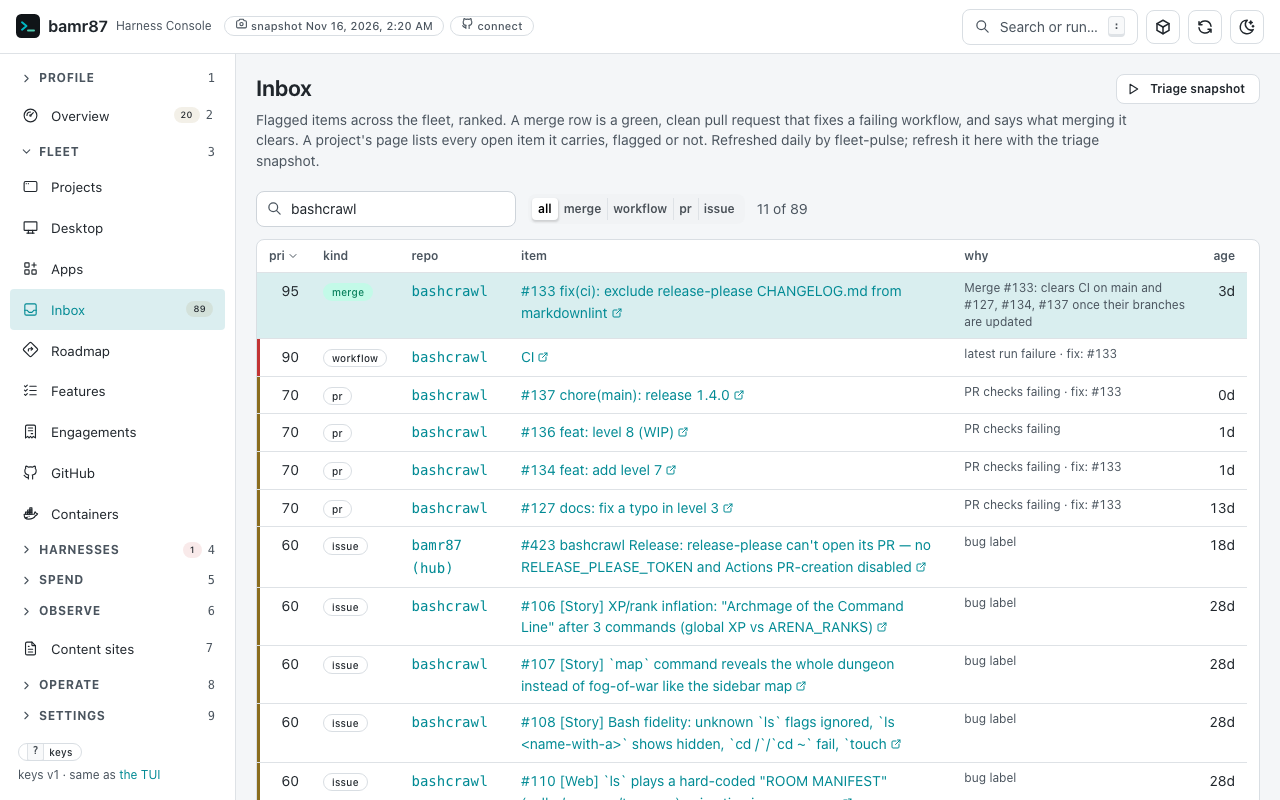 bamr87 Harness Console snapshot Nov 16, 2026, 2:20 AM connect Search or run... :
PROFILE 1
Overview 20 2
FLEET 3
Projects
Desktop
Apps
Inbox 89
Roadmap
Features
Engagements
GitHub
Containers
HARNESSES 1 4
SPEND 5
OBSERVE 6
Content sites 7
OPERATE 8
SETTINGS 9
? keys
keys v1 · same as the TUI
Inbox
Triage snapshot
Flagged items across the fleet, ranked. A merge row is a green, clean pull request that fixes a failing workflow, and says what merging it
clears. A project's page lists every open item it carries, flagged or not. Refreshed daily by fleet-pulse; refresh it here with the triage
snapshot.
bashcrawl all merge workflow pr issue 11 of 89
pri kind repo item why age
95 merge bashcrawl #133 fix(ci): exclude release-please CHANGELOG.md from
markdownlint
Merge #133: clears CI on main and
#127, #134, #137 once their branches
are updated
3d
90 workflow bashcrawl CI latest run failure · fix: #133
70 pr bashcrawl #137 chore(main): release 1.4.0 PR checks failing · fix: #133 0d
70 pr bashcrawl #136 feat: level 8 (WIP) PR checks failing 1d
70 pr bashcrawl #134 feat: add level 7 PR checks failing · fix: #133 1d
70 pr bashcrawl #127 docs: fix a typo in level 3 PR checks failing · fix: #133 13d
60 issue bamr87 #423 bashcrawl Release: release-please can't open its PR — no bug label 18d
(hub) RELEASE_PLEASE_TOKEN and Actions PR-creation disabled
60 issue bashcrawl #106 [Story] XP/rank inflation: "Archmage of the Command bug label 28d
Line" after 3 commands (global XP vs ARENA_RANKS)
60 issue bashcrawl #107 [Story] `map` command reveals the whole dungeon bug label 28d
instead of fog-of-war like the sidebar map
60 issue bashcrawl #108 [Story] Bash fidelity: unknown `ls` flags ignored, `ls bug label 28d
<name-with-a>` shows hidden, `cd /`/`cd ~` fail, `touch
60 issue bashcrawl #110 [Web] `ls` plays a hard-coded "ROOM MANIFEST" bug label 28d